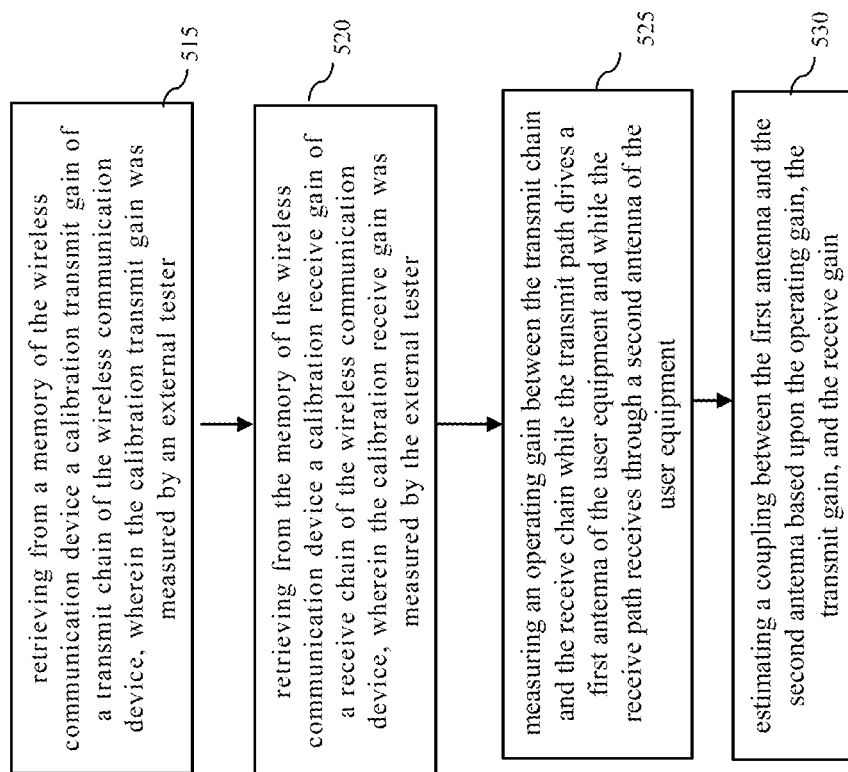 retrieving from a memory of the wireless
communication device a calibration transmit gain of
a transmit chain of the wireless communication
device, wherein the calibration transmit gain was
measured by an external tester
515
retrieving from the memory of the wireless
communication device a calibration receive gain of
a receive chain of the wireless communication
device, wherein the calibration receive gain was
measured by the external tester
520
measuring an operating gain between the transmit chain
and the receive chain while the transmit path drives a
first antenna of the user equipment and while the
receive path receives through a second antenna of the
user equipment
525
estimating a coupling between the first antenna and the
second antenna based upon the operating gain, the
transmit gain, and the receive gain
530